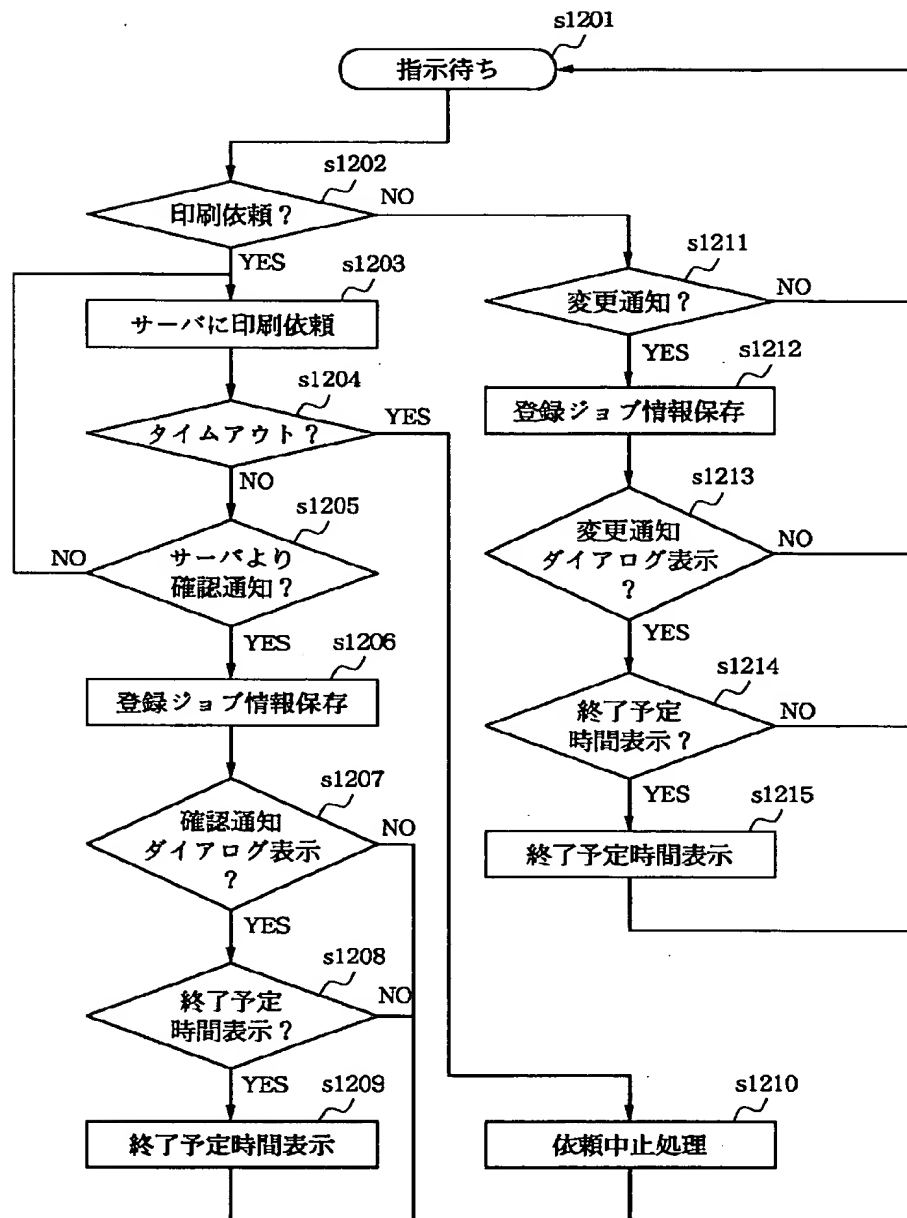 s1201
指示待ち
s1202
印刷依頼？
NO
YES
s1203
サーバに印刷依頼
s1204
タイムアウト？
YES
NO
s1205
サーバより
確認通知？
NO
YES
s1206
登録ジョブ情報保存
s1207
確認通知
ダイアログ表示
？
NO
YES
s1208
終了予定
時間表示？
NO
YES
s1209
終了予定時間表示
s1210
依頼中止処理
s1211
変更通知？
NO
YES
s1212
登録ジョブ情報保存
s1213
変更通知
ダイアログ表示
？
NO
YES
s1214
終了予定
時間表示？
NO
YES
s1215
終了予定時間表示